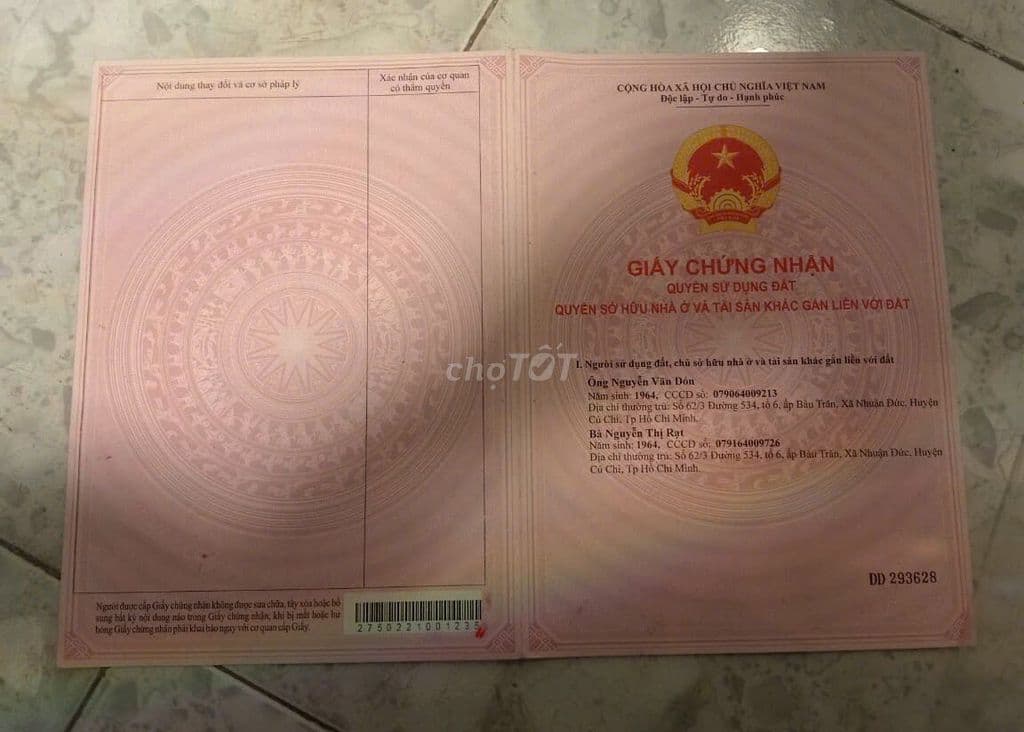 Nội dung thay đổi và cơ sở pháp lý
Xác nhận của cơ quan
có thẩm quyền
Người được cấp Giấy chứng nhận không được sửa chữa, tẩy xóa hoặc bổ
sung bất kỳ nội dung nào trong Giấy chứng nhận; khi bị mất hoặc hư
hỏng Giấy chứng nhận phải khai báo ngay với cơ quan cấp Giấy.
2750221001235
CỘNG HÒA XÃ HỘI CHỦ NGHĨA VIỆT NAM
Độc lập - Tự do - Hạnh phúc
GIẤY CHỨNG NHẬN
QUYỀN SỬ DỤNG ĐẤT
QUYỀN SỞ HỮU NHÀ Ở VÀ TÀI SẢN KHÁC GẮN LIỀN VỚI ĐẤT
I. Người sử dụng đất, chủ sở hữu nhà ở và tài sản khác gắn liền với đất
Ông Nguyễn Văn Đón
Năm sinh: 1964, CCCD số: 079064009213
Địa chỉ thường trú: Số 62/3 Đường 534, tổ 6, ấp Bàu Trăn, Xã Nhuận Đức, Huyện
Củ Chi, Tp Hồ Chí Minh.
Bà Nguyễn Thị Rạt
Năm sinh: 1964, CCCD số: 079164009726
Địa chỉ thường trú: Số 62/3 Đường 534, tổ 6, ấp Bàu Trăn, Xã Nhuận Đức, Huyện
Củ Chi, Tp Hồ Chí Minh.
DD 293628
chợTỐT